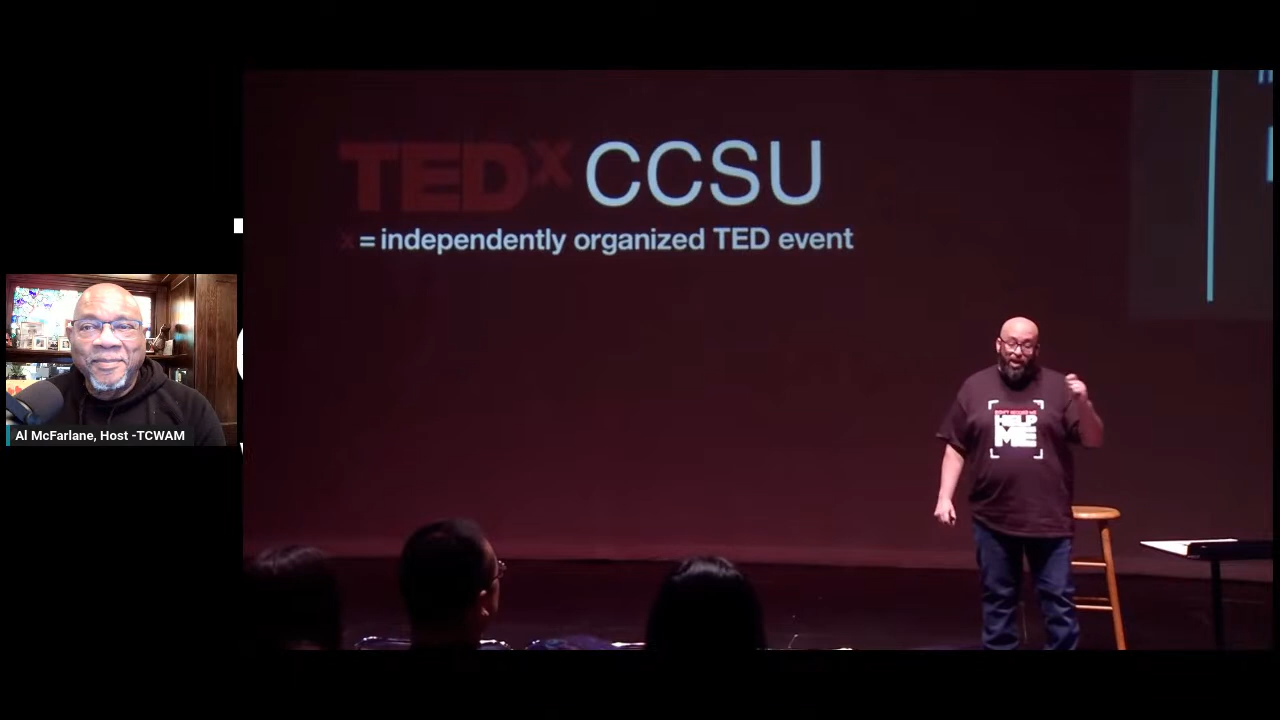 TEDx CCSU
x = independently organized TED event
HELP
ME
Al McFarlane, Host -TCWAM